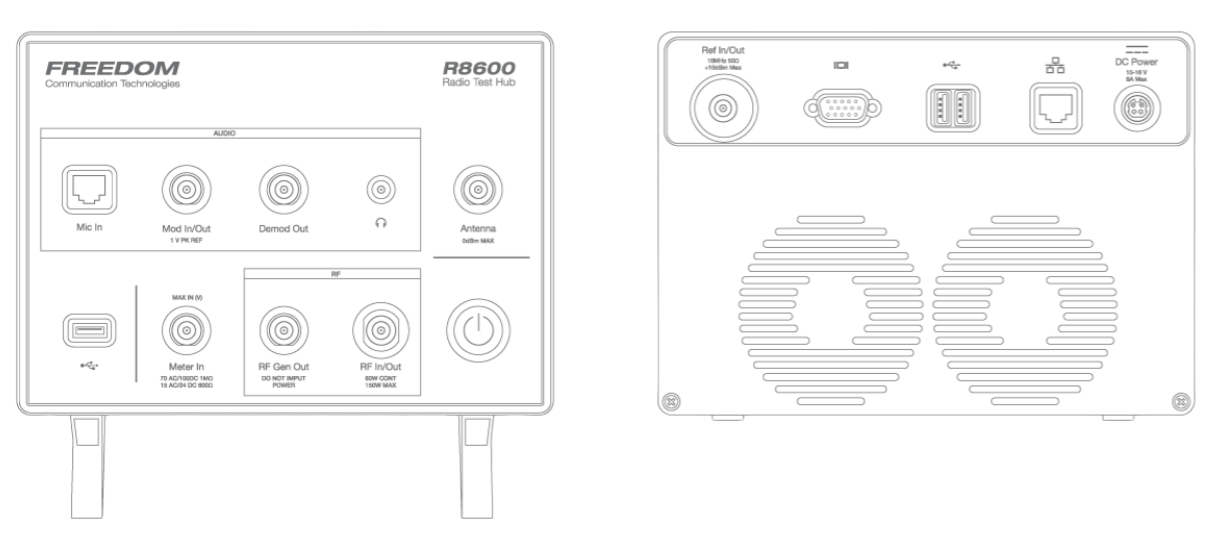 FREEDOM
Communication Technologies
R8600
Radio Test Hub
AUDIO
Mic In
Mod In/Out
1 V PK REF
Demod Out
Antenna
0dBm MAX
RF
MAX IN (V)
Meter In
70 AC/100DC 1MΩ
15 AC/24 DC 600Ω
RF Gen Out
DO NOT IMPUT
POWER
RF In/Out
60W CONT
150W MAX
Ref In/Out
10MHz 50Ω
+10dBm Max
DC Power
15-16 V
8A Max